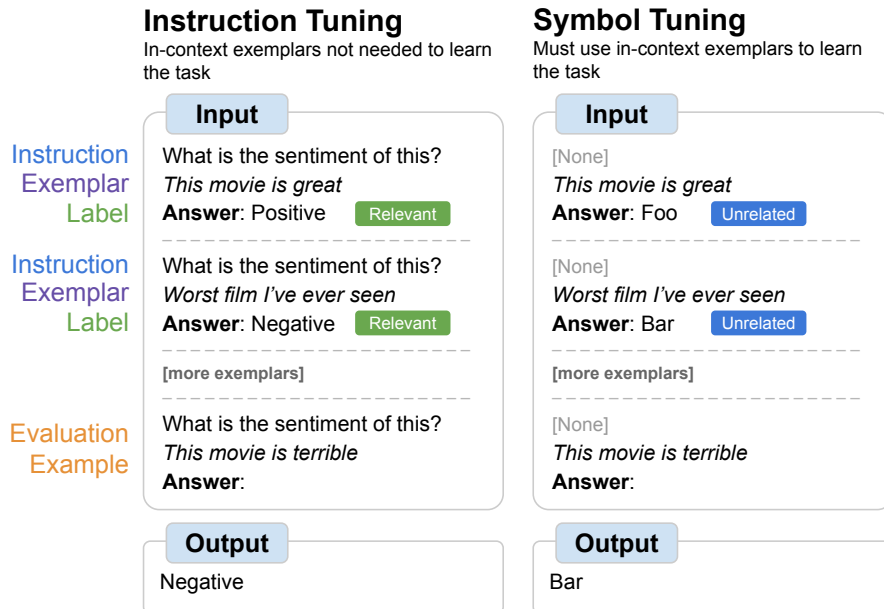 Instruction Tuning
In-context exemplars not needed to learn
the task
Input
Instruction
Exemplar
Label
What is the sentiment of this?
This movie is great
Answer: Positive
Relevant
Instruction
Exemplar
Label
What is the sentiment of this?
Worst film I've ever seen
Answer: Negative
Relevant
[more exemplars]
Evaluation
Example
What is the sentiment of this?
This movie is terrible
Answer:
Output
Negative
Symbol Tuning
Must use in-context exemplars to learn
the task
Input
[None]
This movie is great
Answer: Foo
Unrelated
[None]
Worst film I've ever seen
Answer: Bar
Unrelated
[more exemplars]
[None]
This movie is terrible
Answer:
Output
Bar